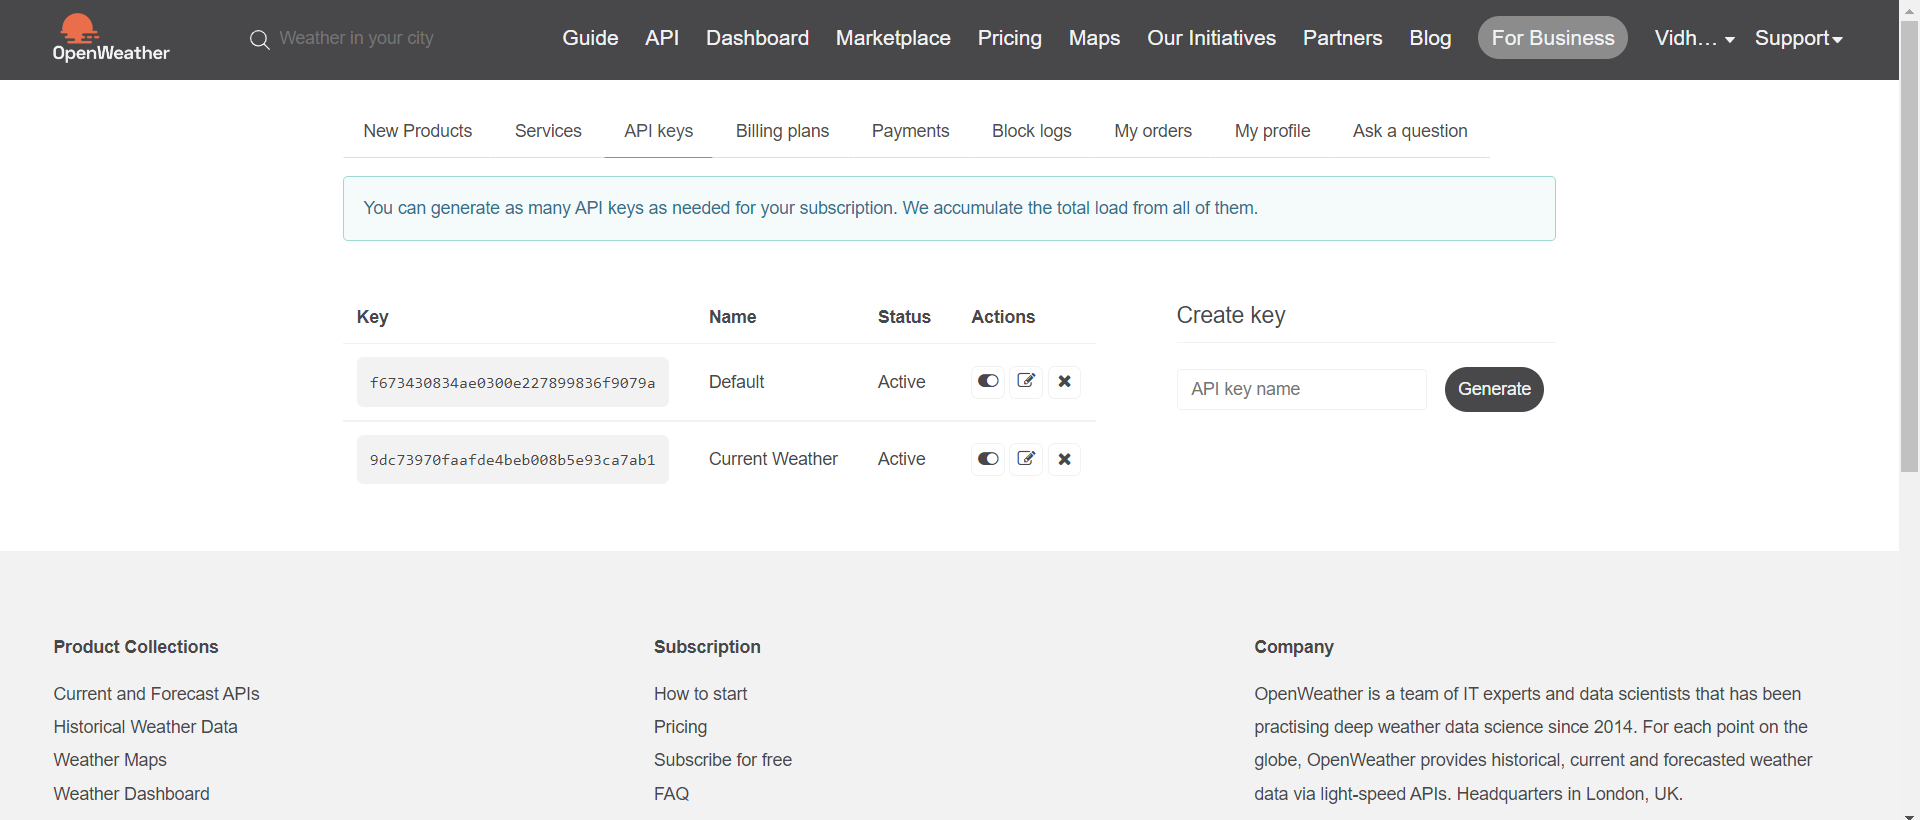 OpenWeather
Weather in your city
Guide API Dashboard Marketplace Pricing Maps Our Initiatives Partners Blog For Business Vidh... Support
New Products Services API keys Billing plans Payments Block logs My orders My profile Ask a question
You can generate as many API keys as needed for your subscription. We accumulate the total load from all of them.
Key Name Status Actions
f673430834ae0300e227899836f9079a Default Active
9dc73970faafde4beb008b5e93ca7ab1 Current Weather Active
Create key
API key name Generate
Product Collections
Current and Forecast APIs
Historical Weather Data
Weather Maps
Weather Dashboard
Subscription
How to start
Pricing
Subscribe for free
FAQ
Company
OpenWeather is a team of IT experts and data scientists that has been
practising deep weather data science since 2014. For each point on the
globe, OpenWeather provides historical, current and forecasted weather
data via light-speed APIs. Headquarters in London, UK.